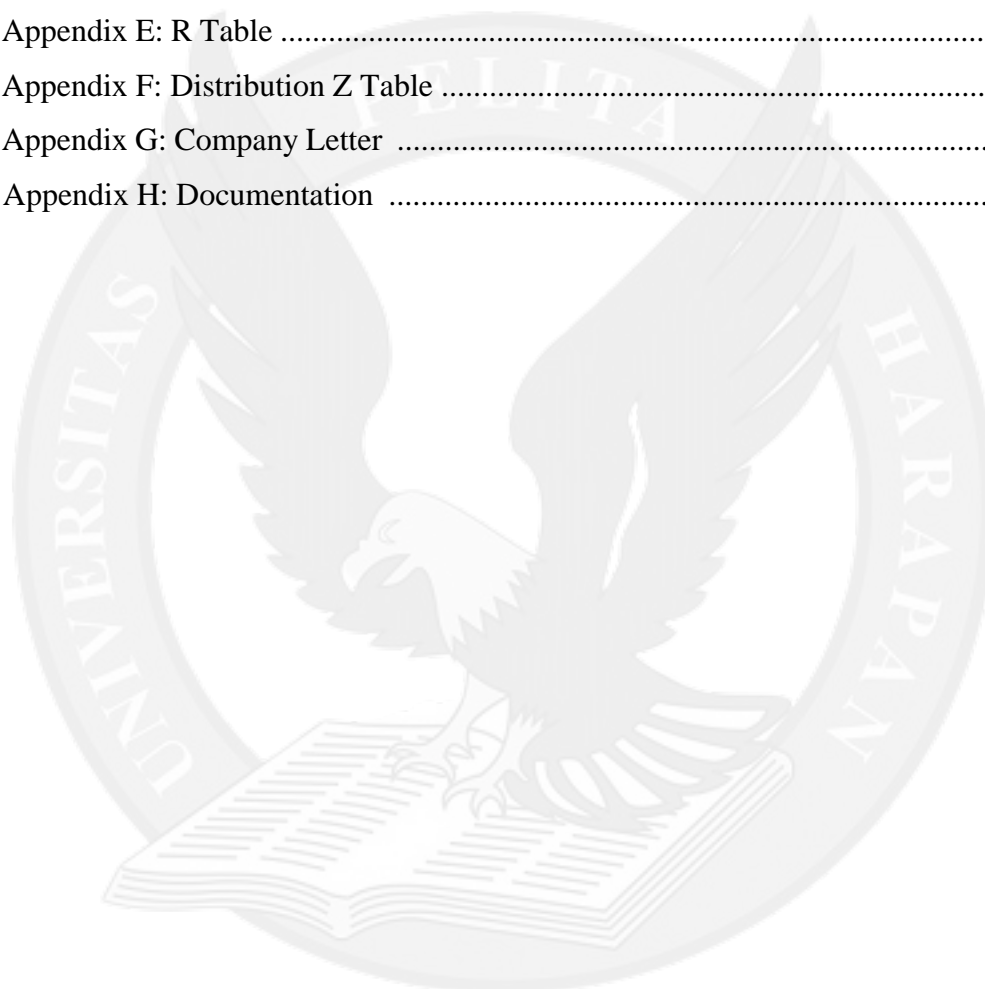 Appendix E: R Table ..........................................................................................
Appendix F: Distribution Z Table .....................................................................
Appendix G: Company Letter ...........................................................................
Appendix H: Documentation ............................................................................
UNIVERSITAS PELITA HARAPAN